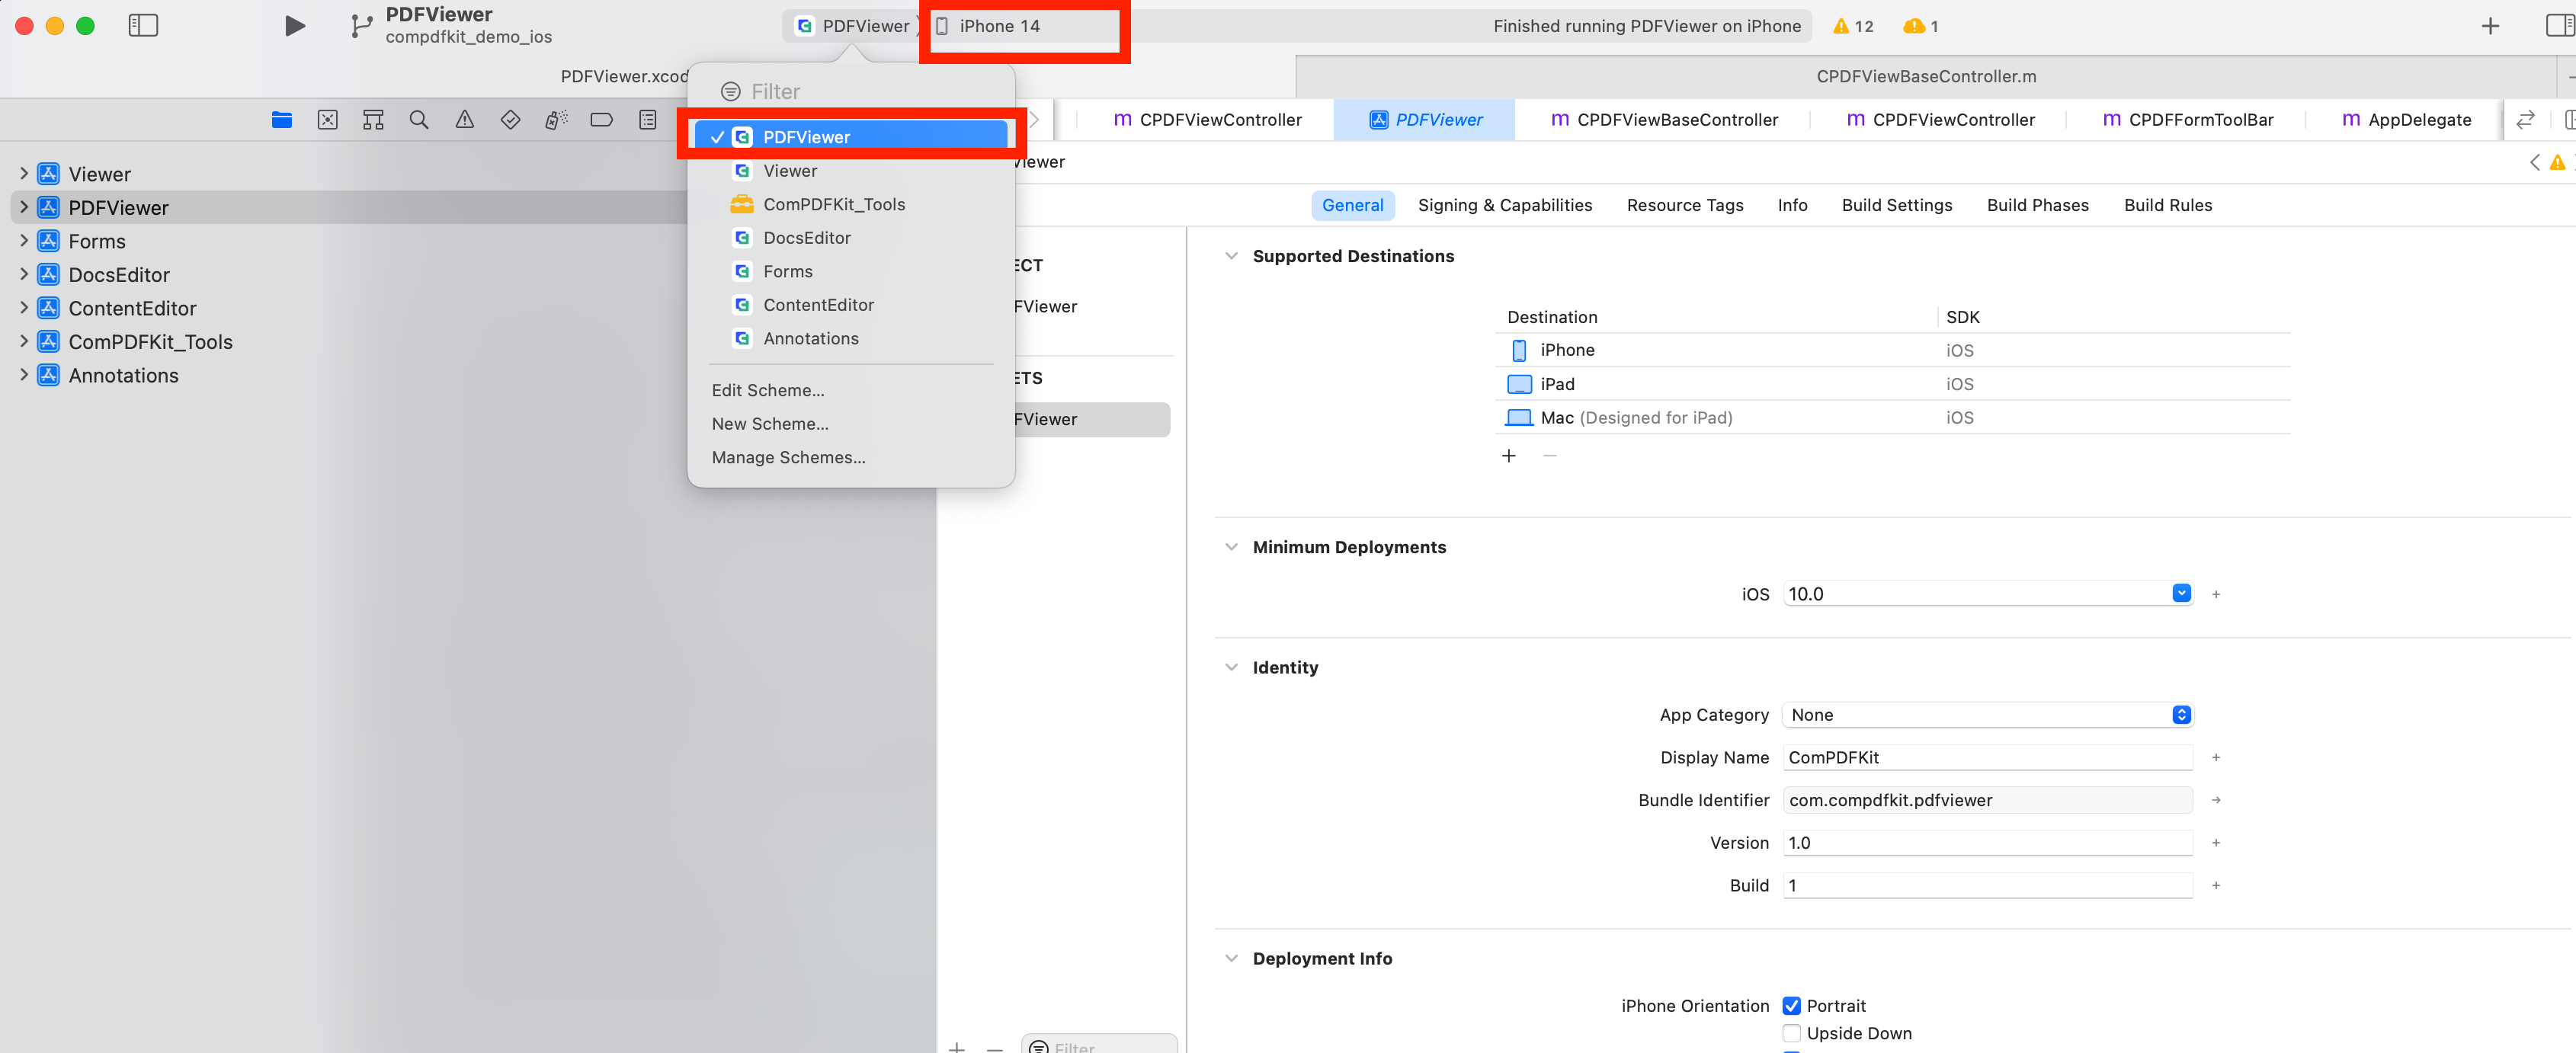 PDFViewer
compdfkit_demo_ios
PDFViewer
iPhone 14
Finished running PDFViewer on iPhone
12
1
PDFViewer.xcod
CPDFViewBaseController.m
CPDFViewController
PDFViewer
CPDFViewBaseController
CPDFViewController
CPDFFormToolBar
AppDelegate
Viewer
PDFViewer
Forms
DocsEditor
ContentEditor
ComPDFKit_Tools
Annotations
Filter
PDFViewer
Viewer
ComPDFKit_Tools
DocsEditor
Forms
ContentEditor
Annotations
Edit Scheme...
New Scheme...
Manage Schemes...
Viewer
General
Signing & Capabilities
Resource Tags
Info
Build Settings
Build Phases
Build Rules
ECT
FViewer
ETS
FViewer
Filter
Supported Destinations
Destination
SDK
iPhone
iOS
iPad
iOS
Mac (Designed for iPad)
iOS
Minimum Deployments
iOS
10.0
Identity
App Category
None
Display Name
ComPDFKit
Bundle Identifier
com.compdfkit.pdfviewer
Version
1.0
Build
1
Deployment Info
iPhone Orientation
Portrait
Upside Down